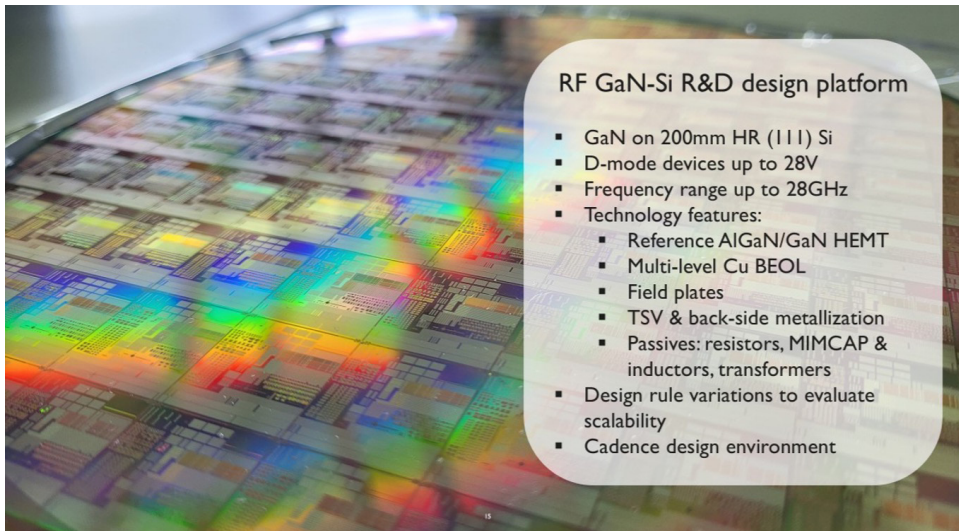 RF GaN-Si R&D design platform
▪ GaN on 200mm HR (111) Si
▪ D-mode devices up to 28V
▪ Frequency range up to 28GHz
▪ Technology features:
▪ Reference AlGaN/GaN HEMT
▪ Multi-level Cu BEOL
▪ Field plates
▪ TSV & back-side metallization
▪ Passives: resistors, MIMCAP &
inductors, transformers
▪ Design rule variations to evaluate
scalability
▪ Cadence design environment
15